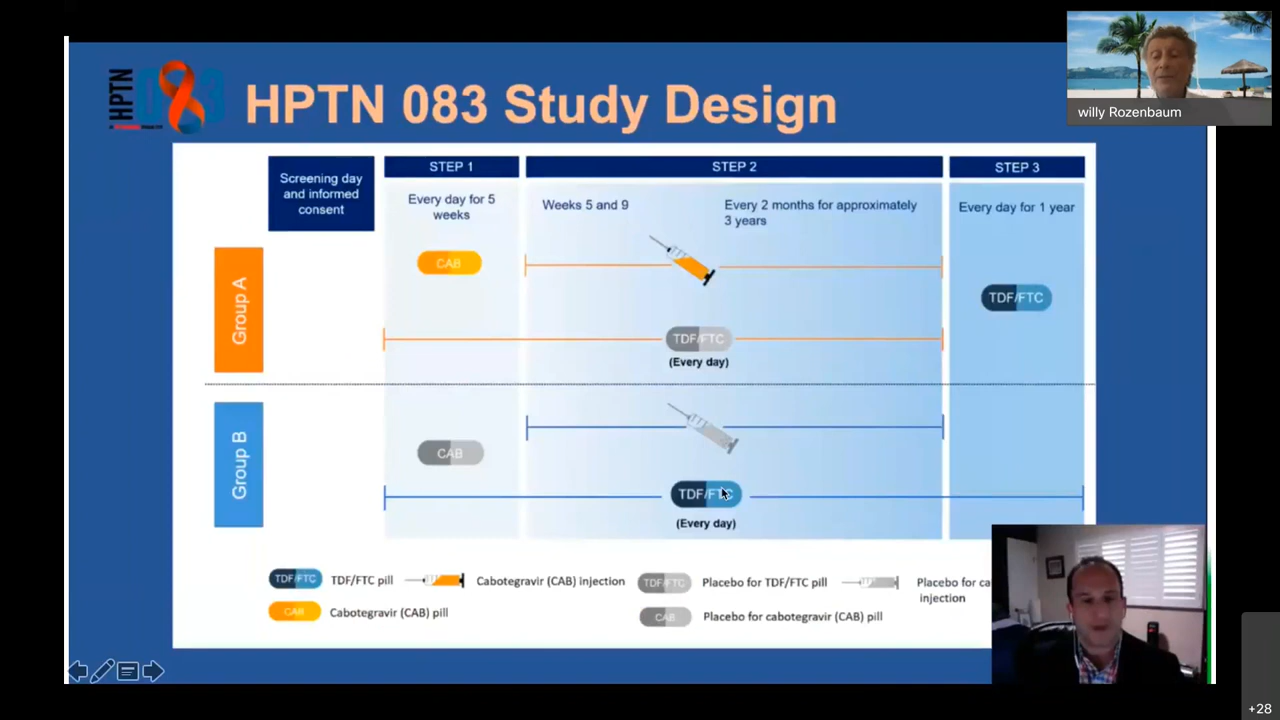 HPTN
083
HPTN 083 Study Design
willy Rozenbaum
Screening day
and informed
consent
STEP 1
STEP 2
STEP 3
Every day for 5
weeks
Weeks 5 and 9
Every 2 months for approximately
3 years
Every day for 1 year
Group A
CAB
TDF/FTC
TDF/FTC
(Every day)
Group B
CAB
TDF/FTC
(Every day)
TDF/FTC
TDF/FTC pill
Cabotegravir (CAB) injection
TDF/FTC
Placebo for TDF/FTC pill
Placebo for ca
injection
CAB
Cabotegravir (CAB) pill
CAB
Placebo for cabotegravir (CAB) pill
+28